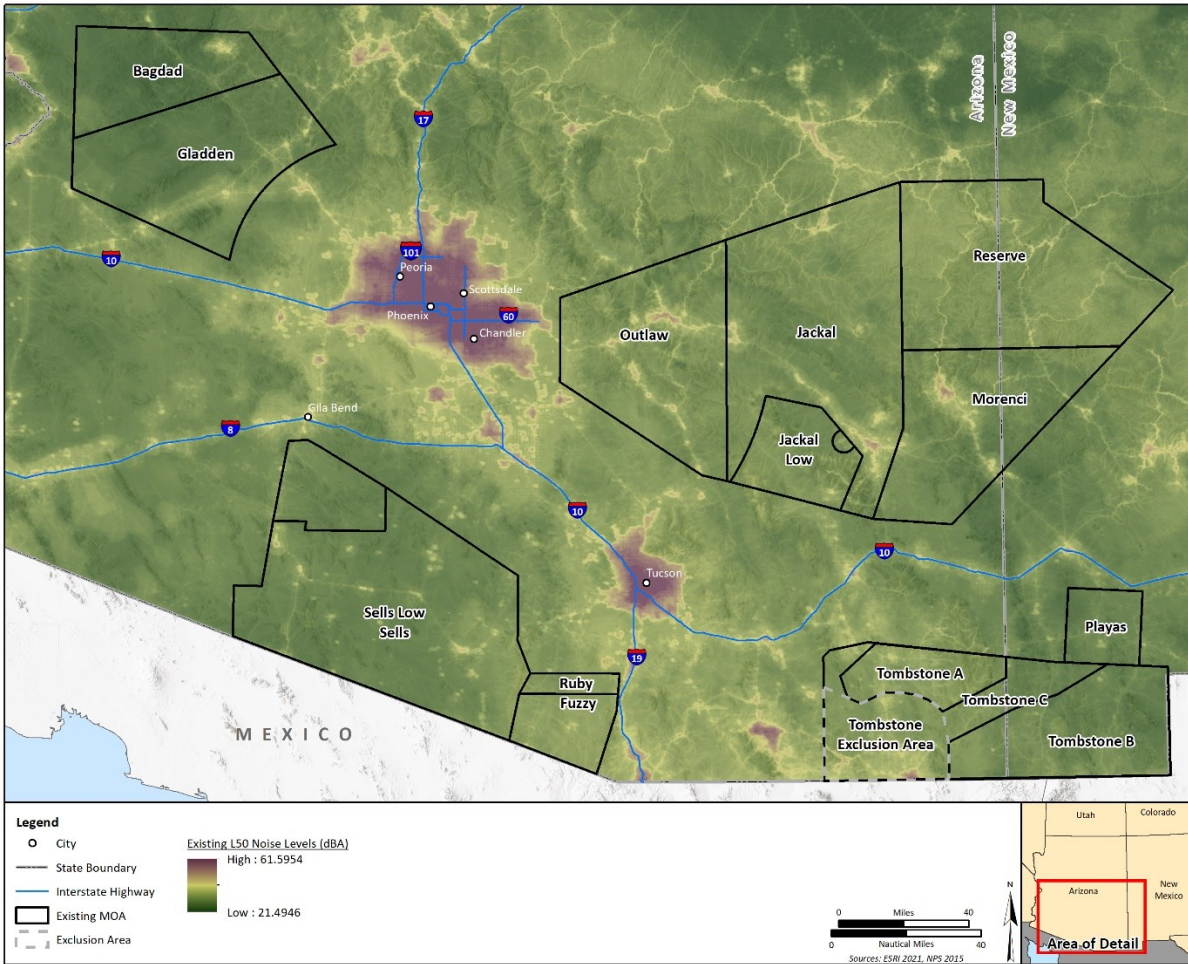 Bagdad
Gladden
17
10
101
Peoria
Scottsdale
Phoenix
60
Chandler
Arizona
New Mexico
Reserve
Outlaw
Jackal
Morenci
Jackal
Low
Gila Bend
8
10
10
Tucson
Sells Low
Sells
19
Ruby
Fuzzy
Playas
Tombstone A
Tombstone C
Tombstone
Exclusion Area
Tombstone B
MEXICO
Legend
City
State Boundary
Interstate Highway
Existing MOA
Exclusion Area
Existing L50 Noise Levels (dBA)
High : 61.5954
Low : 21.4946
0 Miles 40
0 Nautical Miles 40
Sources: ESRI 2021, NPS 2015
N
Utah
Colorado
Arizona
New
Mexico
Area of Detail